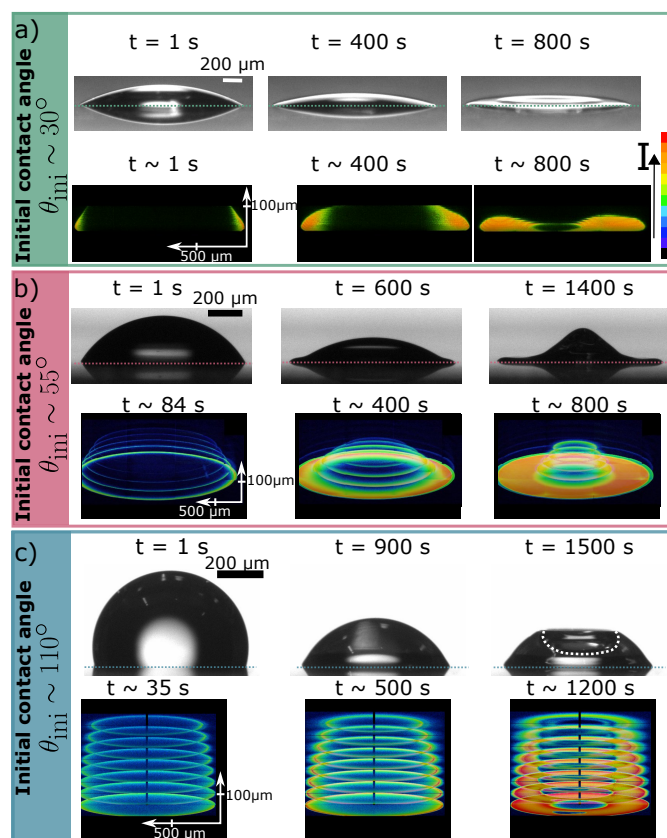 a)
Initial contact angle
θini ~ 30°
t = 1 s
t = 400 s
t = 800 s
200 µm
t ~ 1 s
t ~ 400 s
t ~ 800 s
100µm
500 µm
I
b)
Initial contact angle
θini ~ 55°
t = 1 s
t = 600 s
t = 1400 s
200 µm
t ~ 84 s
t ~ 400 s
t ~ 800 s
100µm
500 µm
c)
Initial contact angle
θini ~ 110°
t = 1 s
t = 900 s
t = 1500 s
200 µm
t ~ 35 s
t ~ 500 s
t ~ 1200 s
100µm
500 µm